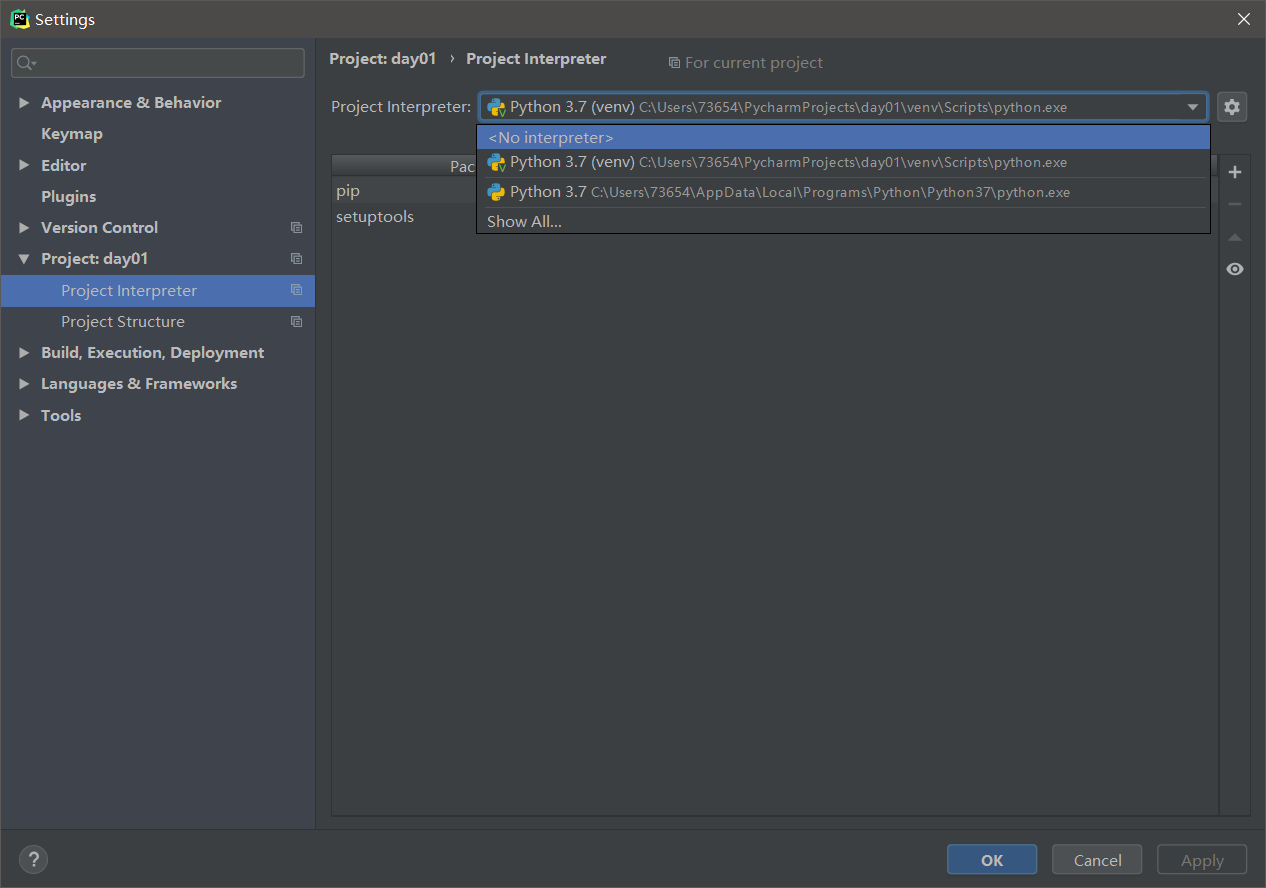 Settings
Project: day01 › Project Interpreter For current project
Appearance & Behavior
Keymap
Editor
Plugins
Version Control
Project: day01
Project Interpreter
Project Structure
Build, Execution, Deployment
Languages & Frameworks
Tools
Project Interpreter: Python 3.7 (venv) C:\Users\73654\PycharmProjects\day01\venv\Scripts\python.exe
<No interpreter>
Python 3.7 (venv) C:\Users\73654\PycharmProjects\day01\venv\Scripts\python.exe
Python 3.7 C:\Users\73654\AppData\Local\Programs\Python\Python37\python.exe
Show All...
Pac
pip
setuptools
?
OK Cancel Apply